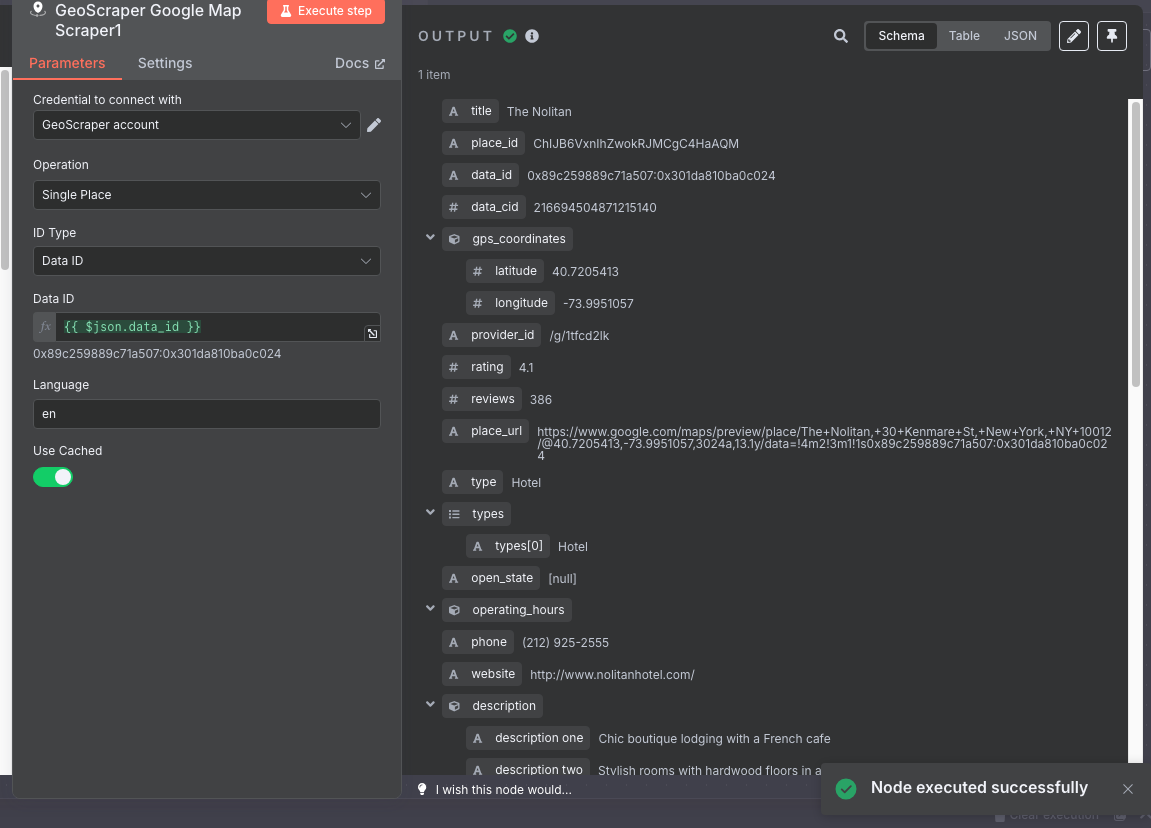 GeoScraper Google Map
Scraper1
Execute step
Parameters
Settings
Docs
Credential to connect with
GeoScraper account
Operation
Single Place
ID Type
Data ID
Data ID
fx
{{ $json.data_id }}
0x89c259889c71a507:0x301da810ba0c024
Language
en
Use Cached
OUTPUT
Schema
Table
JSON
1 item
A title The Nolitan
A place_id ChIJB6VxnIhZwokRJMCgC4HaAQM
A data_id 0x89c259889c71a507:0x301da810ba0c024
# data_cid 216694504871215140
gps_coordinates
# latitude 40.7205413
# longitude -73.9951057
A provider_id /g/1tfcd2lk
# rating 4.1
# reviews 386
A place_url https://www.google.com/maps/preview/place/The+Nolitan,+30+Kenmare+St,+New+York,+NY+10012
/@40.7205413,-73.9951057,3024a,13.1y/data=!4m2!3m1!1s0x89c259889c71a507:0x301da810ba0c02
4
A type Hotel
types
A types[0] Hotel
A open_state [null]
operating_hours
A phone (212) 925-2555
A website http://www.nolitanhotel.com/
description
A description one Chic boutique lodging with a French cafe
A description two Stylish rooms with hardwood floors in a
I wish this node would...
Node executed successfully
Clear execution